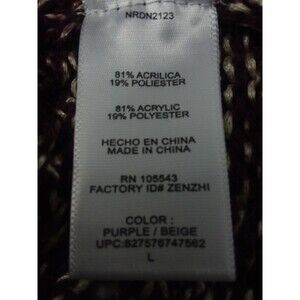 NRDN2123
81% ACRILICA
19% POLIESTER
81% ACRYLIC
19% POLYESTER
HECHO EN CHINA
MADE IN CHINA
RN 105543
FACTORY ID# ZENZHI
COLOR :
PURPLE / BEIGE
UPC:827576747562
L